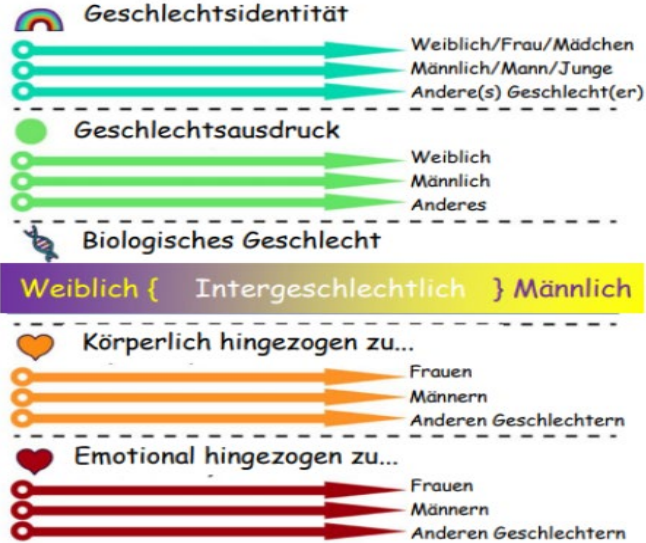 Geschlechtsidentität
Weiblich/Frau/Mädchen
Männlich/Mann/Junge
Andere(s) Geschlecht(er)
Geschlechtsausdruck
Weiblich
Männlich
Anderes
Biologisches Geschlecht
Weiblich { Intergeschlechtlich } Männlich
Körperlich hingezogen zu...
Frauen
Männern
Anderen Geschlechtern
Emotional hingezogen zu...
Frauen
Männern
Anderen Geschlechtern